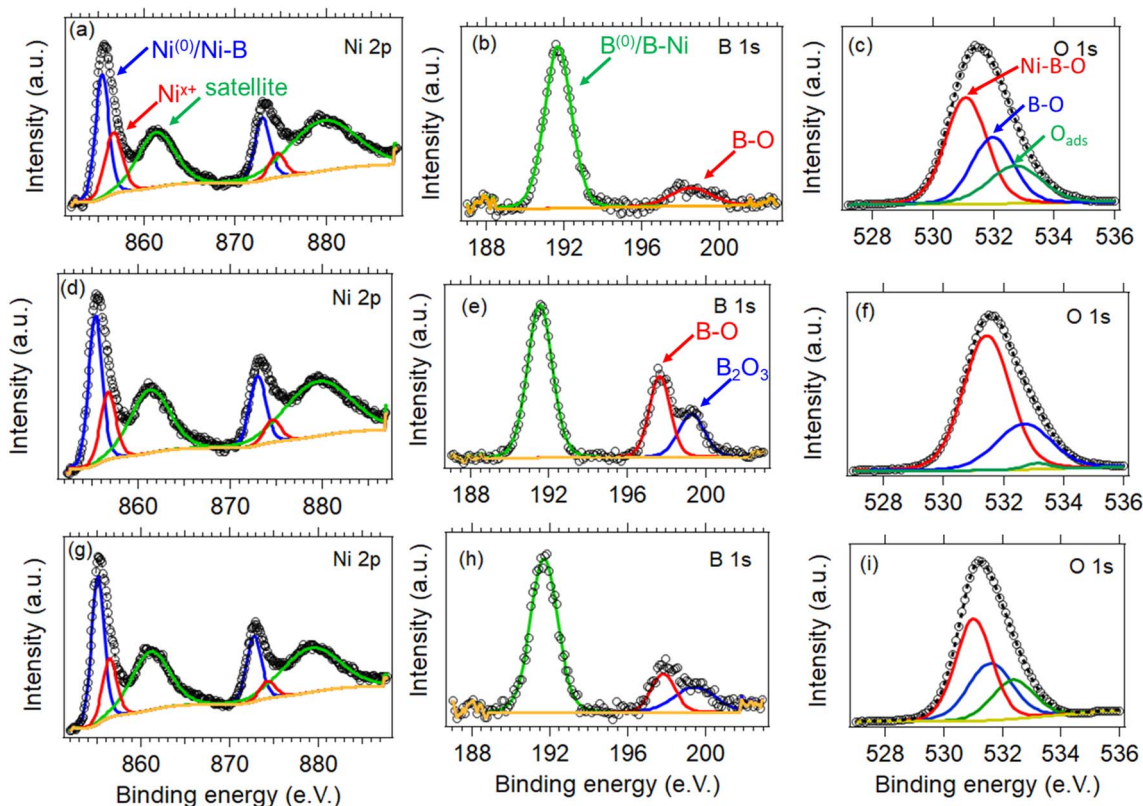 (a)
Ni⁽⁰⁾/Ni-B
Ni 2p
Niˣ⁺
satellite
Intensity (a.u.)
860 870 880
(b)
B⁽⁰⁾/B-Ni
B 1s
B-O
Intensity (a.u.)
188 192 196 200
(c)
O 1s
Ni-B-O
B-O
Oₐds
Intensity (a.u.)
528 530 532 534 536
(d)
Ni 2p
Intensity (a.u.)
860 870 880
(e)
B 1s
B-O
B₂O₃
Intensity (a.u.)
188 192 196 200
(f)
O 1s
Intensity (a.u.)
528 530 532 534 536
(g)
Ni 2p
Intensity (a.u.)
860 870 880
Binding energy (e.V.)
(h)
B 1s
Intensity (a.u.)
188 192 196 200
Binding energy (e.V.)
(i)
O 1s
Intensity (a.u.)
528 530 532 534 536
Binding energy (e.V.)